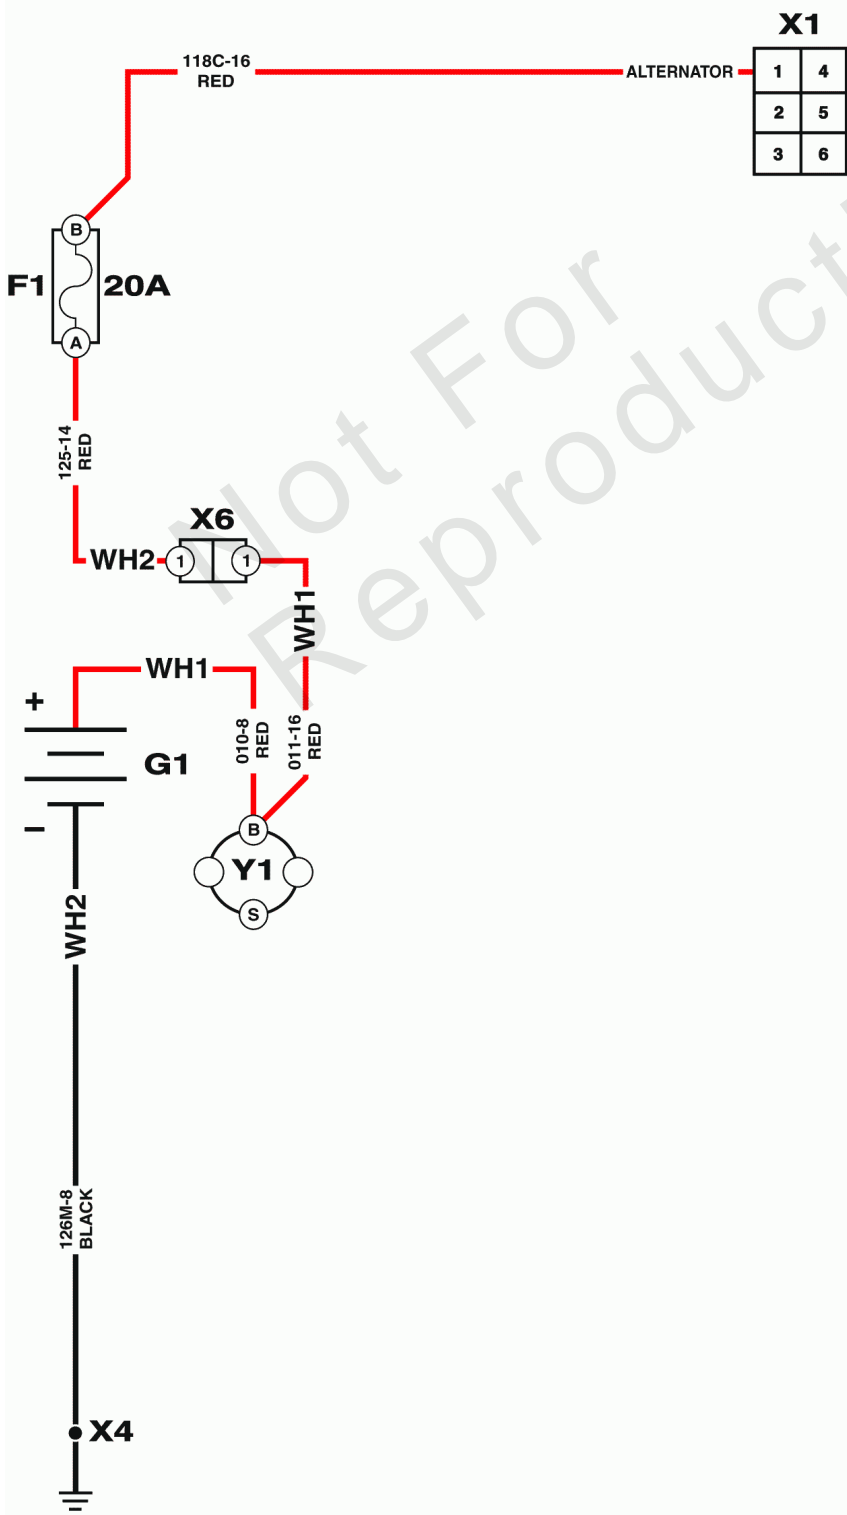 X1
118C-16
RED
ALTERNATOR
1 4
2 5
3 6
B
F1 20A
A
125-14
RED
Not For
X6
WH2 1 1
WH1
WH1
+
010-8
RED
011-16
RED
G1
B
–
Y1
S
WH2
126M-8
BLACK
X4